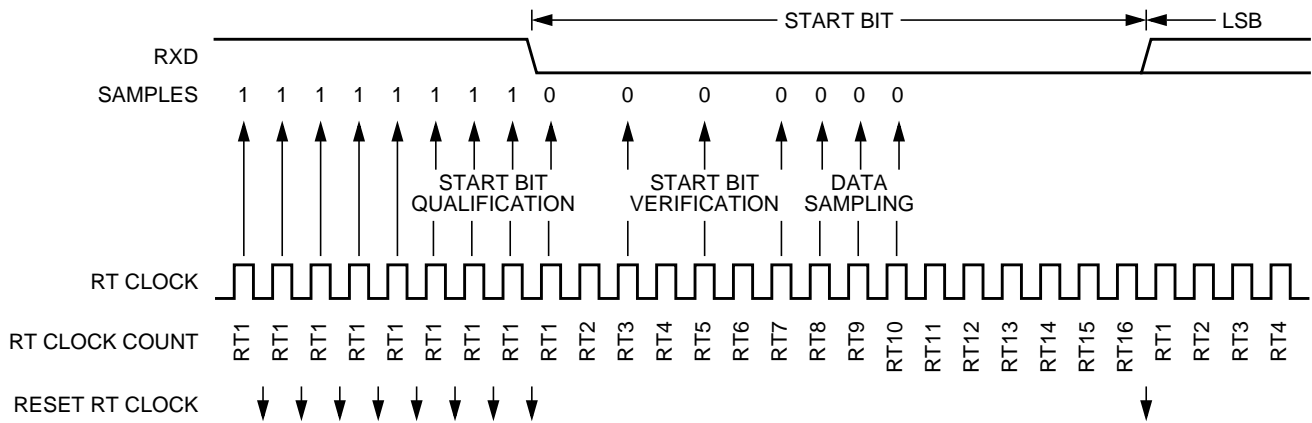 START BIT LSB
RXD
SAMPLES 1 1 1 1 1 1 1 1 0 0 0 0 0 0 0
START BIT QUALIFICATION START BIT VERIFICATION DATA SAMPLING
RT CLOCK
RT CLOCK COUNT RT1 RT1 RT1 RT1 RT1 RT1 RT1 RT1 RT1 RT2 RT3 RT4 RT5 RT6 RT7 RT8 RT9 RT10 RT11 RT12 RT13 RT14 RT15 RT16 RT1 RT2 RT3 RT4
RESET RT CLOCK